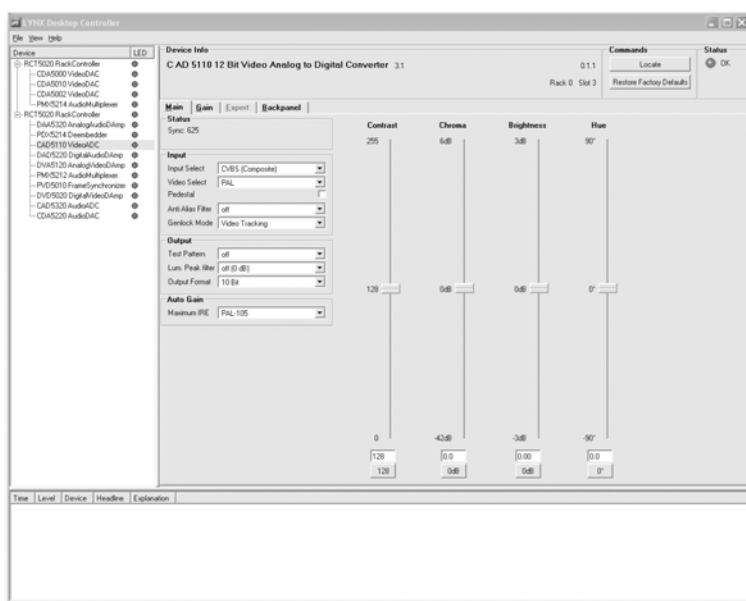 LYNX Desktop Controller
File View Help
Device LED
RCT5020 RackController
CDA5000 VideoDAC
CDA5010 VideoDAC
CDA5002 VideoDAC
PMX5214 AudioMultiplexer
RCT5020 RackController
DAA5320 AnalogAudioDAmp
PDX5214 Deembedder
CAD5110 VideoADC
DAD5220 DigitalAudioDAmp
DVA5120 AnalogVideoDAmp
PMX5212 AudioMultiplexer
PVD5010 FrameSynchronizer
DVD5020 DigitalVideoDAmp
CAD5320 AudioADC
CDA5220 AudioDAC
Device Info
C AD 5110 12 Bit Video Analog to Digital Converter 3.1
0.1.1
Rack 0 Slot 3
Commands
Locate
Restore Factory Defaults
Status
OK
Main Gain Expert Backpanel
Status
Sync: 625
Input
Input Select CVBS (Composite)
Video Select PAL
Pedestal
Anti Alias Filter off
Genlock Mode Video Tracking
Output
Test Pattern off
Lum. Peak filter off (0 dB)
Output Format 10 Bit
Auto Gain
Maximum IRE PAL-105
Contrast Chroma Brightness Hue
255 6dB 3dB 90°
128 0dB 0dB 0°
0 -42dB -3dB -90°
128 0.0 0.00 0.0
128 0dB 0dB 0°
Time Level Device Headline Explanation